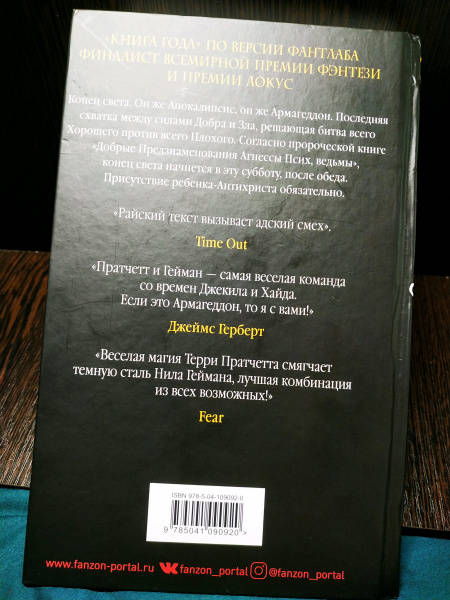 «КНИГА ГОДА» ПО ВЕРСИИ ФАНТЛАБА
ФИНАЛИСТ ВСЕМИРНОЙ ПРЕМИИ ФЭНТЕЗИ
И ПРЕМИИ ЛОКУС
Конец света. Он же Апокалипсис, он же Армагеддон. Последняя
схватка между силами Добра и Зла, решающая битва всего
Хорошего против всего Плохого. Согласно пророческой книге
«Добрые Предзнаменования Агнессы Псих, ведьмы»,
конец света начнется в эту субботу, после обеда.
Присутствие ребенка-Антихриста обязательно.
«Райский текст вызывает адский смех».
Time Out
«Пратчетт и Гейман — самая веселая команда
со времен Джекила и Хайда.
Если это Армагеддон, то я с вами!»
Джеймс Герберт
«Веселая магия Терри Пратчетта смягчает
темную сталь Нила Геймана, лучшая комбинация
из всех возможных!»
Fear
ISBN 978-5-04-109092-0
9 785041 090920 >
www.fanzon-portal.ru fanzon_portal @fanzon_portal